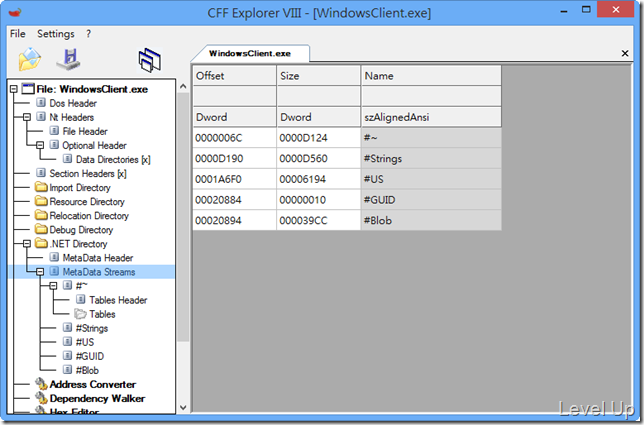 CFF Explorer VIII - [WindowsClient.exe]
File Settings ?
WindowsClient.exe
File: WindowsClient.exe
Dos Header
Nt Headers
File Header
Optional Header
Data Directories [x]
Section Headers [x]
Import Directory
Resource Directory
Relocation Directory
Debug Directory
.NET Directory
MetaData Header
MetaData Streams
#~
Tables Header
Tables
#Strings
#US
#GUID
#Blob
Address Converter
Dependency Walker
Hex Editor
Offset Size Name
Dword Dword szAlignedAnsi
0000006C 0000D124 #~
0000D190 0000D560 #Strings
0001A6F0 00006194 #US
00020884 00000010 #GUID
00020894 000039CC #Blob
Level Up